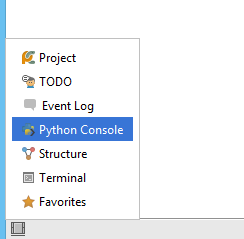 Project
TODO
Event Log
Python Console
Structure
Terminal
Favorites